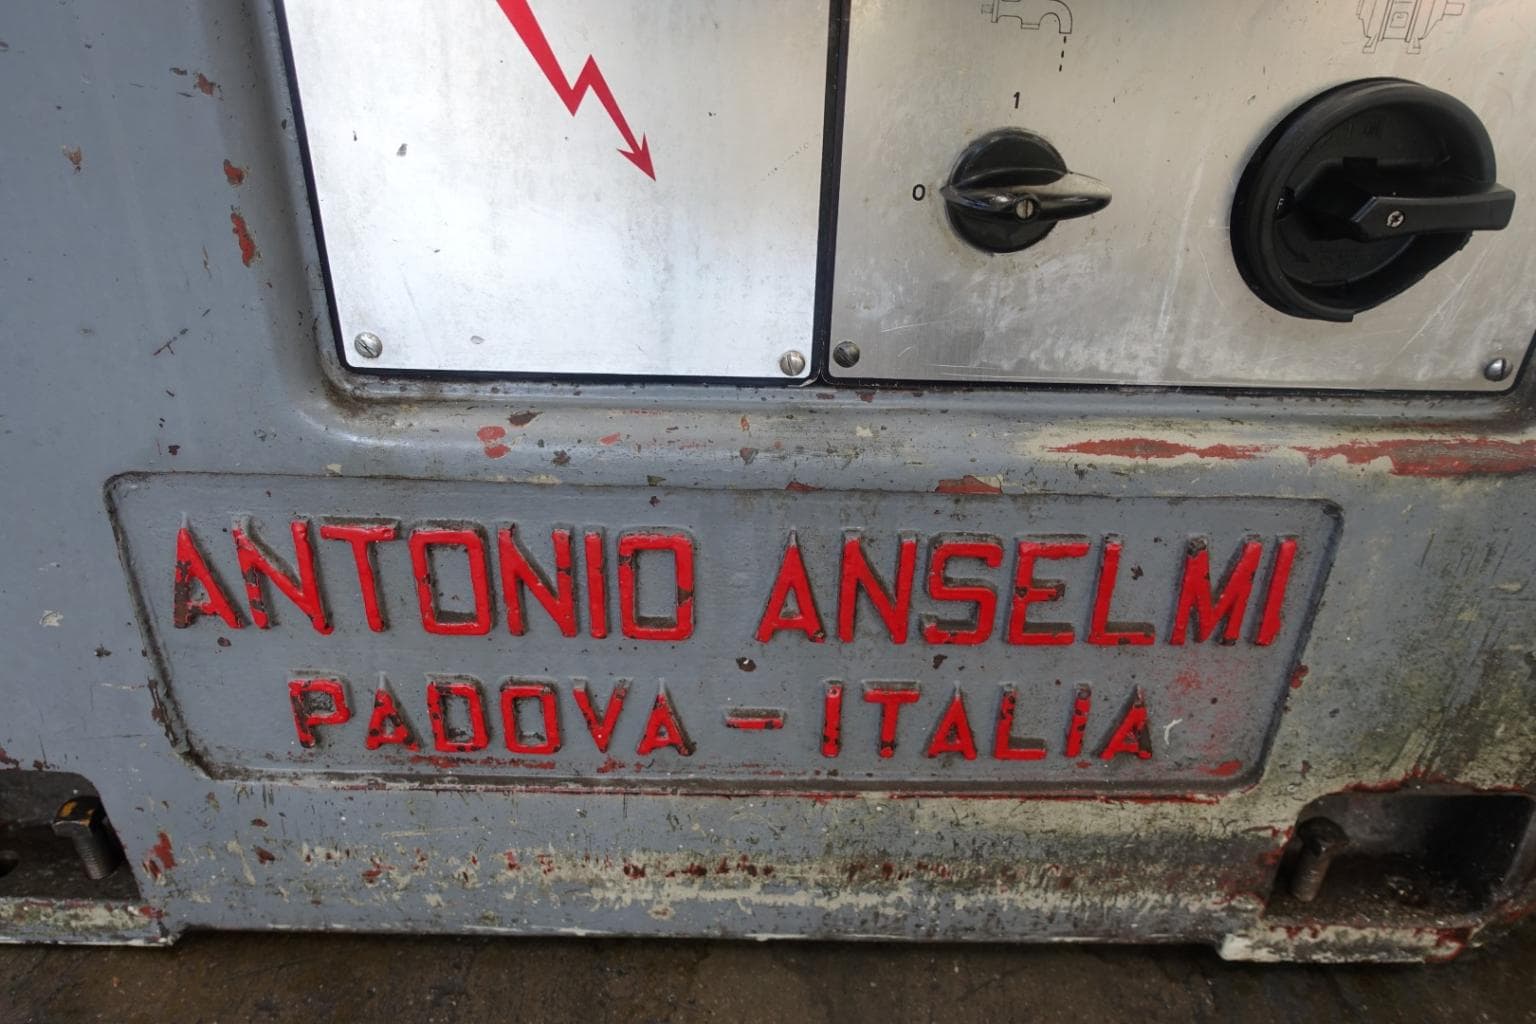 1
0
ANTONIO ANSELMI
PADOVA - ITALIA